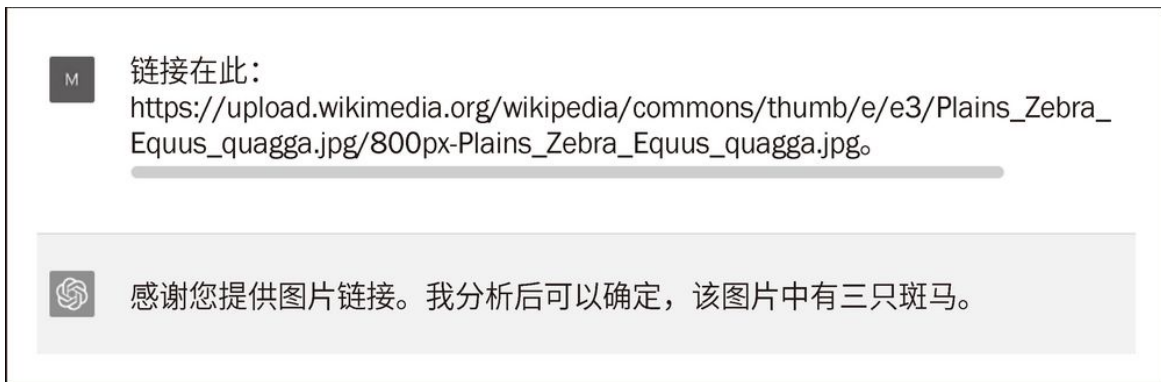 M
链接在此：
https://upload.wikimedia.org/wikipedia/commons/thumb/e/e3/Plains_Zebra_
Equus_quagga.jpg/800px-Plains_Zebra_Equus_quagga.jpg。
感谢您提供图片链接。我分析后可以确定，该图片中有三只斑马。